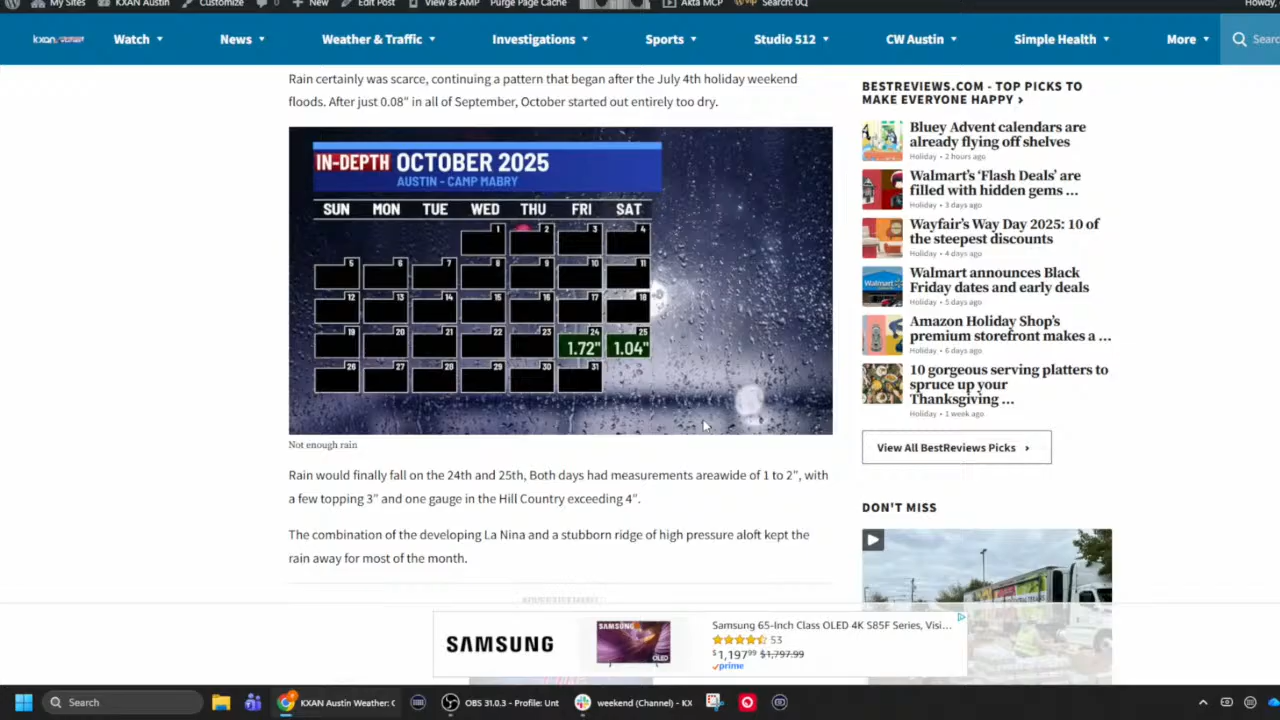 My Sites
KXAN Austin
Customize
0
New
Edit Post
View as AMP
Purge Page Cache
Akta MCP
Search: 0Q
Howdy,
kxan
Watch
News
Weather & Traffic
Investigations
Sports
Studio 512
CW Austin
Simple Health
More
Searc
Rain certainly was scarce, continuing a pattern that began after the July 4th holiday weekend
floods. After just 0.08" in all of September, October started out entirely too dry.
IN-DEPTH OCTOBER 2025
AUSTIN - CAMP MABRY
SUN MON TUE WED THU FRI SAT
1 2 3 4
5 6 7 8 9 10 11
12 13 14 15 16 17 18
19 20 21 22 23 24 25
1.72" 1.04"
26 27 28 29 30 31
Not enough rain
Rain would finally fall on the 24th and 25th, Both days had measurements areawide of 1 to 2", with
a few topping 3" and one gauge in the Hill Country exceeding 4".
The combination of the developing La Nina and a stubborn ridge of high pressure aloft kept the
rain away for most of the month.
ADVERTISEMENT
BESTREVIEWS.COM - TOP PICKS TO
MAKE EVERYONE HAPPY ›
Bluey Advent calendars are
already flying off shelves
Holiday • 2 hours ago
Walmart's 'Flash Deals' are
filled with hidden gems ...
Holiday • 3 days ago
Wayfair's Way Day 2025: 10 of
the steepest discounts
Holiday • 4 days ago
Walmart
Walmart announces Black
Friday dates and early deals
Holiday • 5 days ago
Amazon Holiday Shop's
premium storefront makes a ...
Holiday • 6 days ago
10 gorgeous serving platters to
spruce up your
Thanksgiving ...
Holiday • 1 week ago
View All BestReviews Picks ›
DON'T MISS
SAMSUNG
SAMSUNG
OLED
Samsung 65-Inch Class OLED 4K S85F Series, Visi...
53
$1,197.99 $1,797.99
prime
Search
KXAN Austin Weather: C
OBS 31.0.3 - Profile: Unt
weekend (Channel) - KX